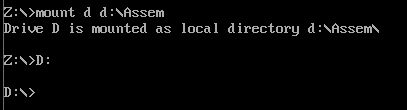 Z:\>mount d d:\Assem
Drive D is mounted as local directory d:\Assem\
Z:\>D:
D:\>